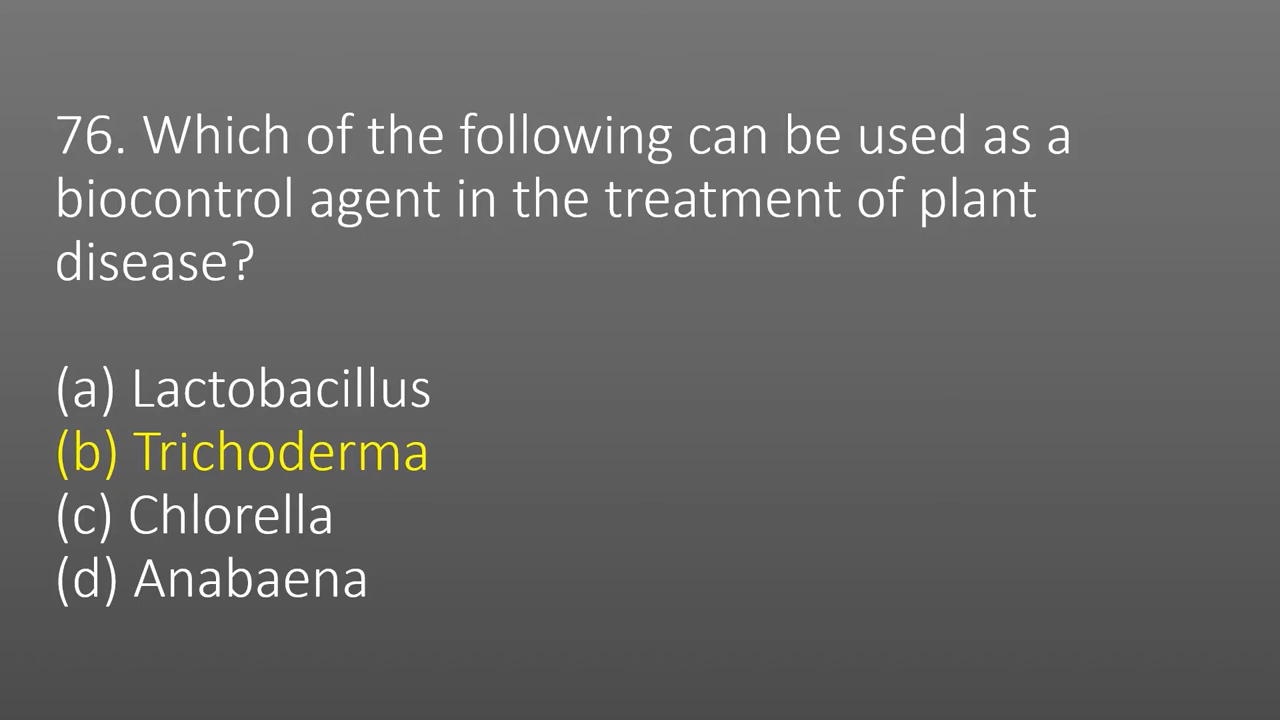 76. Which of the following can be used as a
biocontrol agent in the treatment of plant
disease?
(a) Lactobacillus
(b) Trichoderma
(c) Chlorella
(d) Anabaena